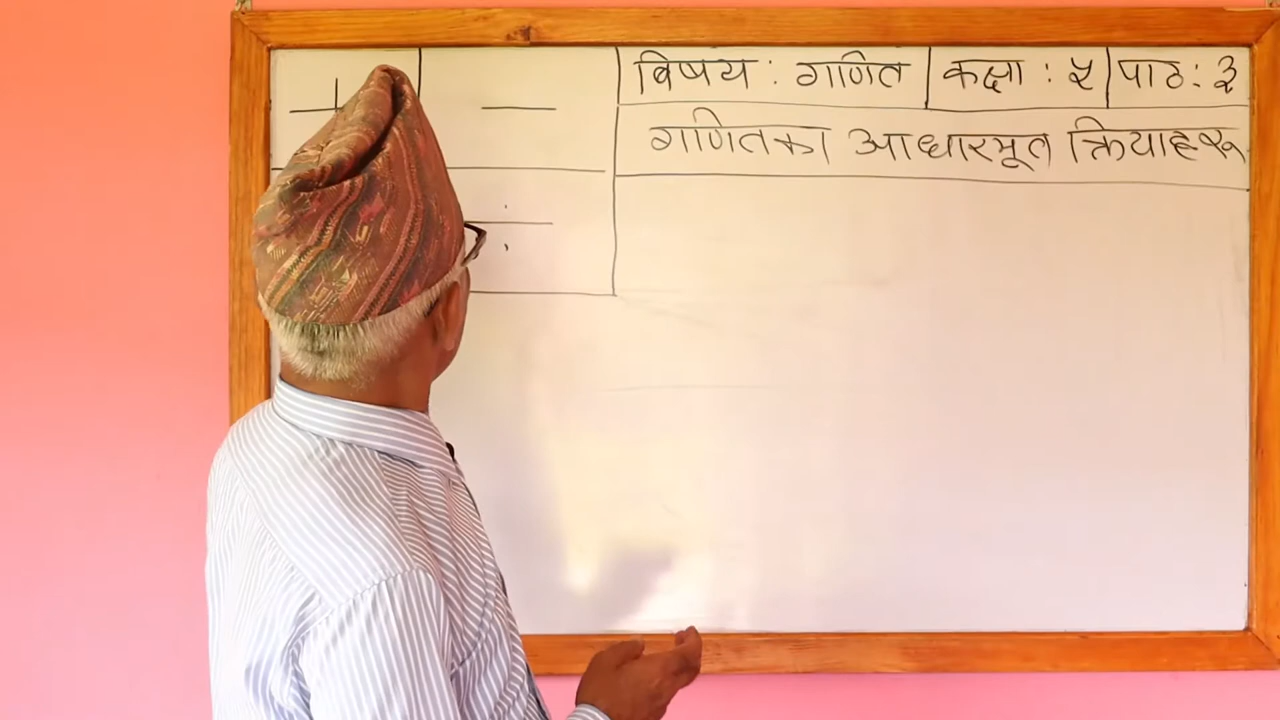 + −
विषय : गणित कक्षा : ५ पाठ : ३
गणितका आधारभूत क्रियाहरू
÷